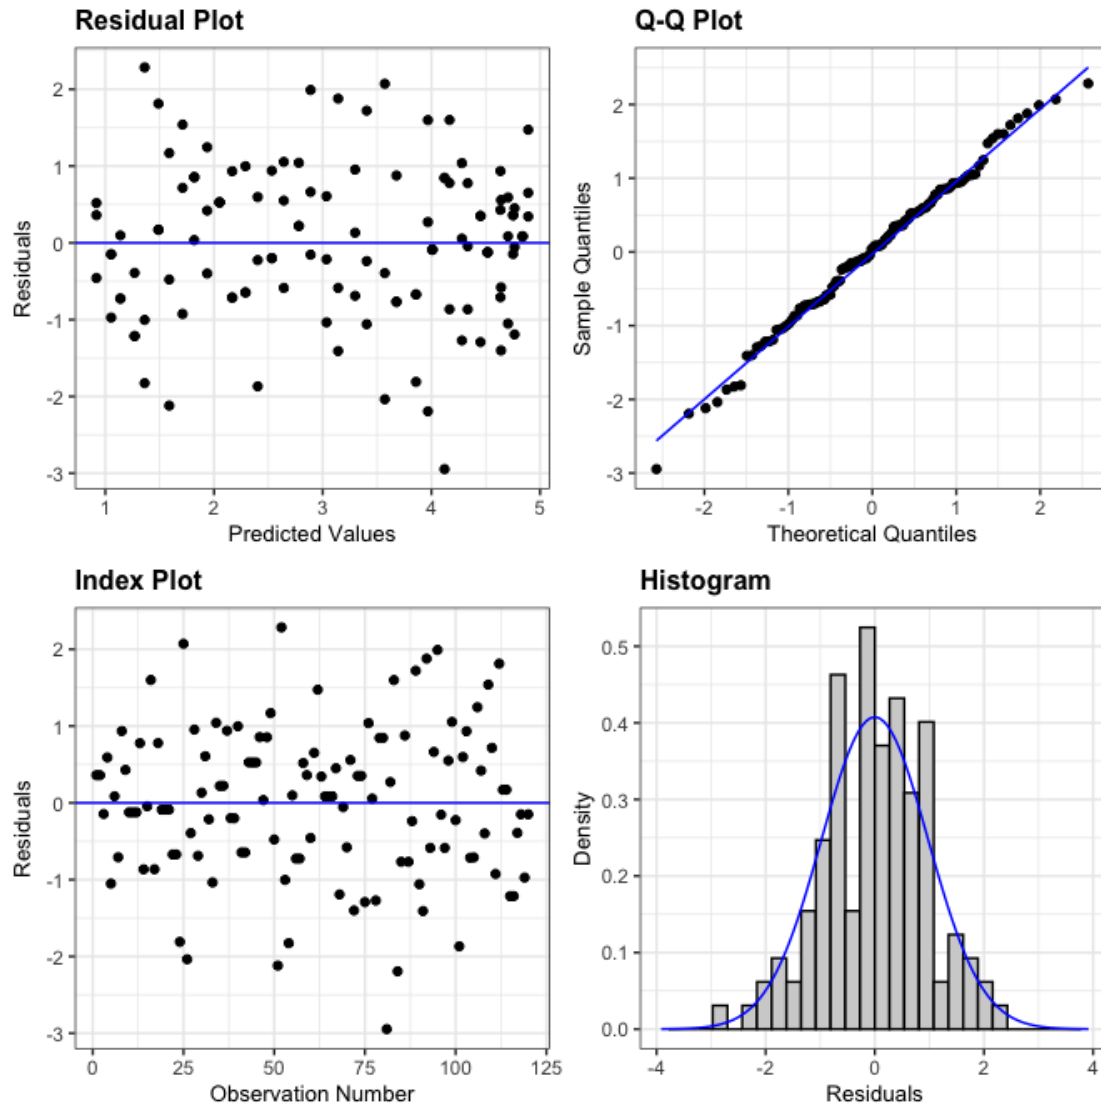 Residual Plot
Residuals
2
1
0
-1
-2
-3
1 2 3 4 5
Predicted Values
Q-Q Plot
Sample Quantiles
2
1
0
-1
-2
-3
-2 -1 0 1 2
Theoretical Quantiles
Index Plot
Residuals
2
1
0
-1
-2
-3
0 25 50 75 100 125
Observation Number
Histogram
Density
0.5
0.4
0.3
0.2
0.1
0.0
-4 -2 0 2 4
Residuals